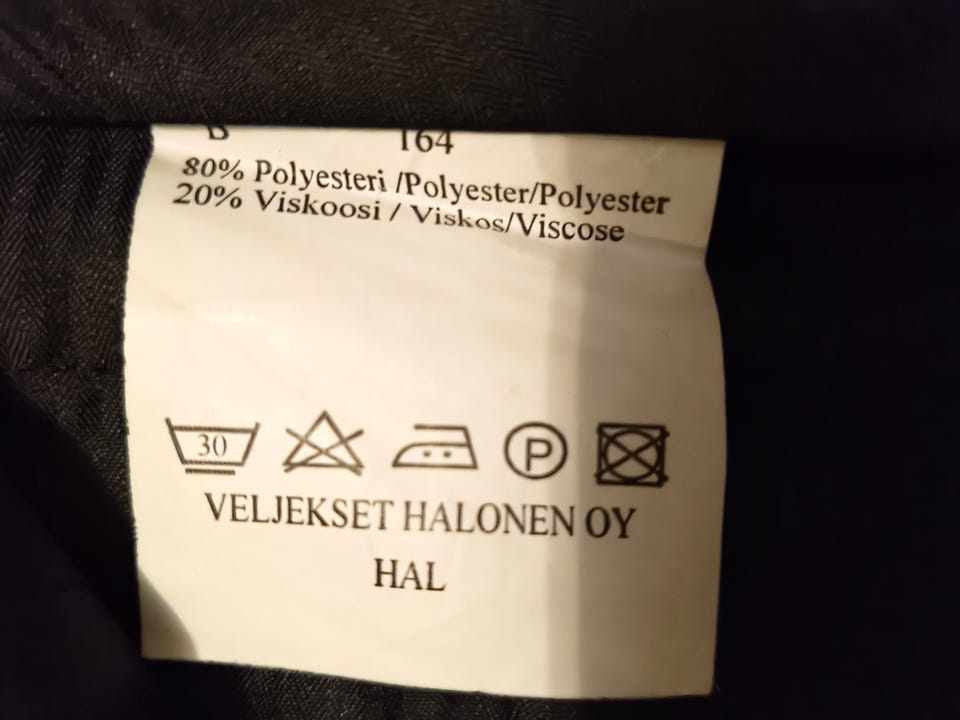 B 164
80% Polyesteri /Polyester/Polyester
20% Viskoosi / Viskos/Viscose
30 P
VELJEKSET HALONEN OY
HAL